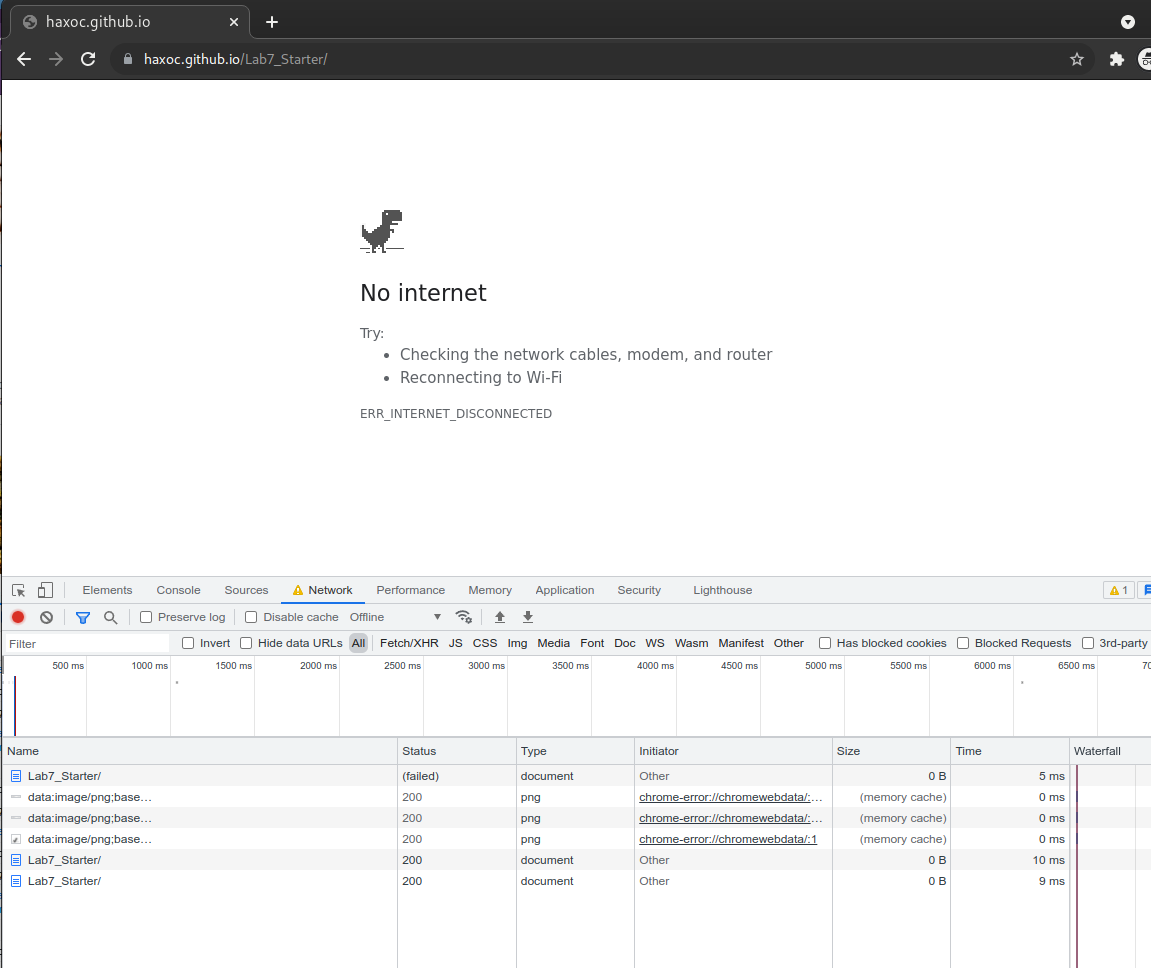 haxoc.github.io
haxoc.github.io/Lab7_Starter/
No internet
Try:
• Checking the network cables, modem, and router
• Reconnecting to Wi-Fi
ERR_INTERNET_DISCONNECTED
Elements Console Sources Network Performance Memory Application Security Lighthouse 1
Preserve log Disable cache Offline
Filter Invert Hide data URLs All Fetch/XHR JS CSS Img Media Font Doc WS Wasm Manifest Other Has blocked cookies Blocked Requests 3rd-party
500 ms 1000 ms 1500 ms 2000 ms 2500 ms 3000 ms 3500 ms 4000 ms 4500 ms 5000 ms 5500 ms 6000 ms 6500 ms 70
Name Status Type Initiator Size Time Waterfall
Lab7_Starter/ (failed) document Other 0 B 5 ms
data:image/png;base… 200 png chrome-error://chromewebdata/:… (memory cache) 0 ms
data:image/png;base… 200 png chrome-error://chromewebdata/:… (memory cache) 0 ms
data:image/png;base… 200 png chrome-error://chromewebdata/:1 (memory cache) 0 ms
Lab7_Starter/ 200 document Other 0 B 10 ms
Lab7_Starter/ 200 document Other 0 B 9 ms